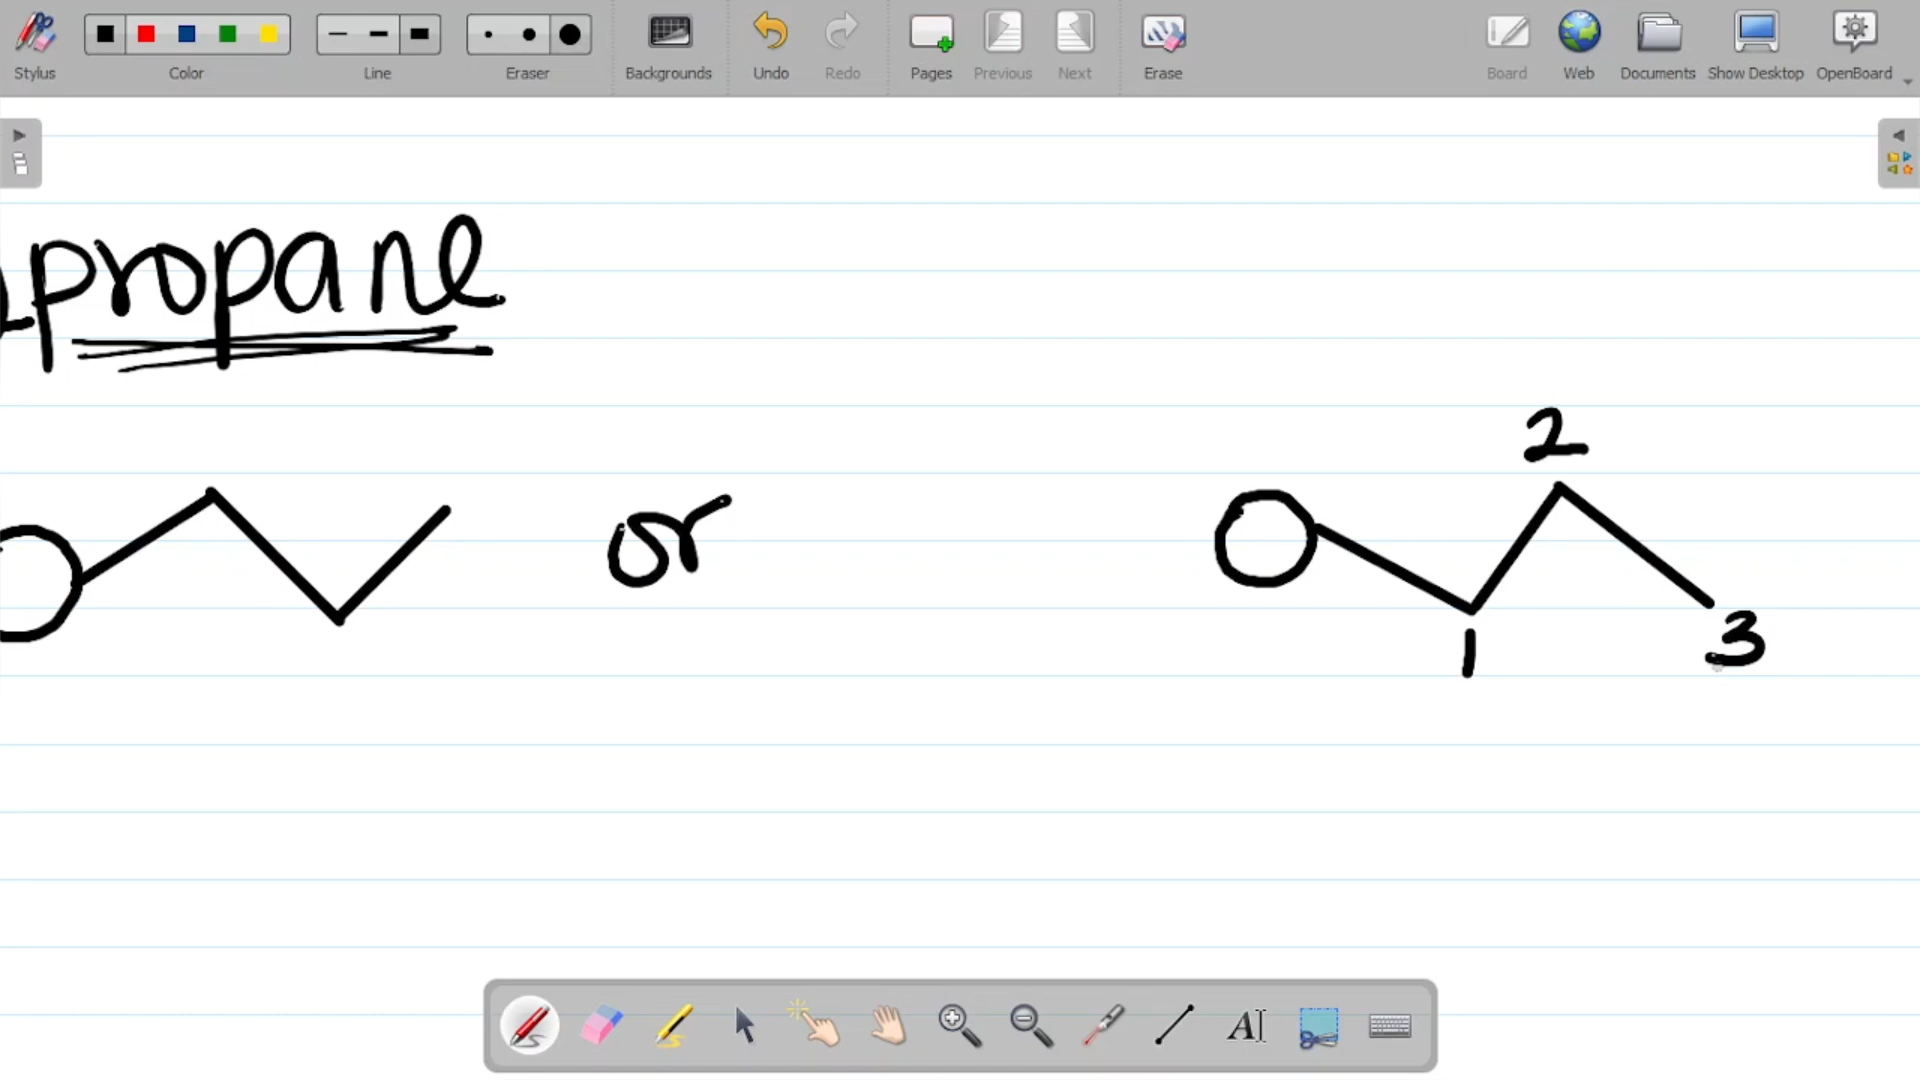 Stylus Color Line Eraser Backgrounds Undo Redo Pages Previous Next Erase Board Web Documents Show Desktop OpenBoard
propane
O or O
2
1
3